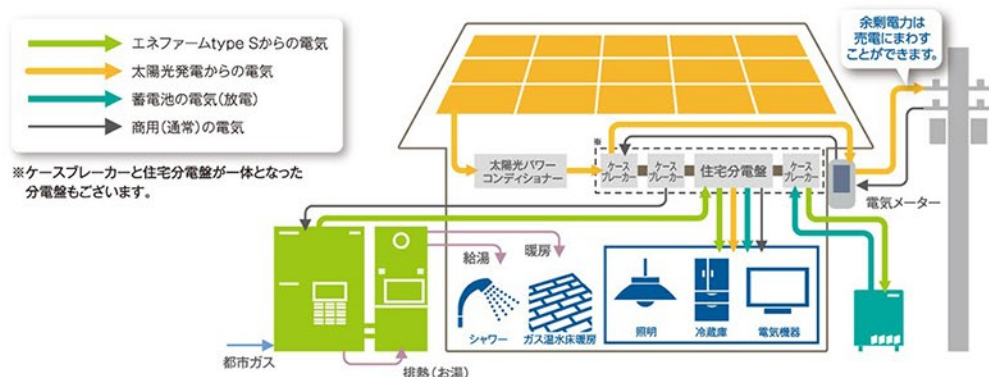 エネファームtype Sからの電気
太陽光発電からの電気
蓄電池の電気(放電)
商用(通常)の電気
※ケースブレーカーと住宅分電盤が一体となった
分電盤もございます。
余剰電力は
売電にまわす
ことができます。
※
太陽光パワー
コンディショナー
ケース
ブレーカー
ケース
ブレーカー
住宅分電盤
ケース
ブレーカー
電気メーター
給湯
暖房
シャワー
ガス温水床暖房
照明
冷蔵庫
電気機器
都市ガス
排熱(お湯)